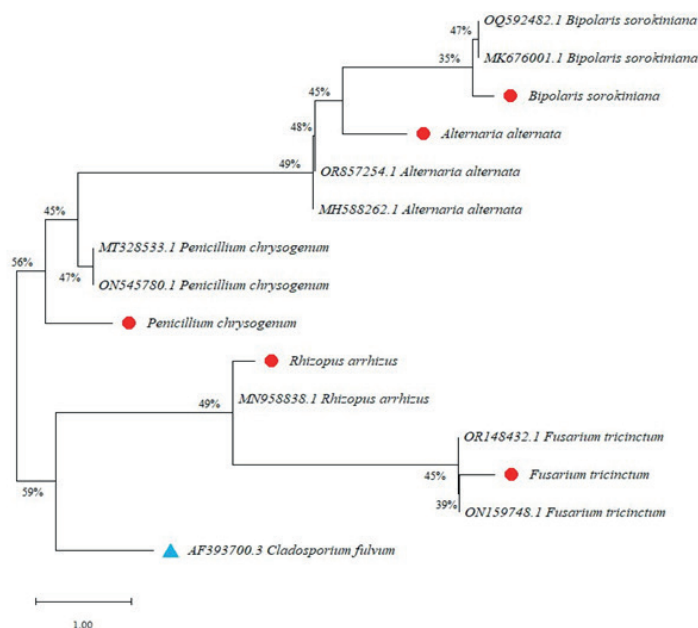 OQ592482.1 Bipolaris sorokiniana
47%
MK676001.1 Bipolaris sorokiniana
35%
Bipolaris sorokiniana
45%
Alternaria alternata
48%
49%
OR857254.1 Alternaria alternata
MH588262.1 Alternaria alternata
45%
MT328533.1 Penicillium chrysogenum
47%
ON545780.1 Penicillium chrysogenum
56%
Penicillium chrysogenum
Rhizopus arrhizus
49%
MN958838.1 Rhizopus arrhizus
OR148432.1 Fusarium tricinctum
45%
Fusarium tricinctum
59%
39%
ON159748.1 Fusarium tricinctum
AF393700.3 Cladosporium fulvum
1.00